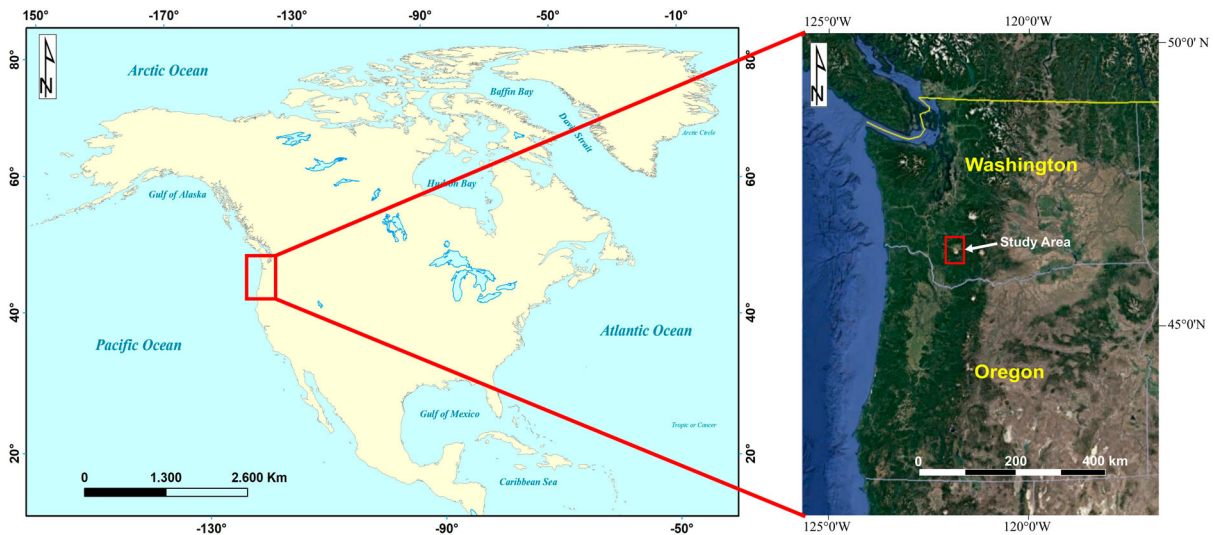 150°
-170°
-130°
-90°
-50°
-10°
80°
60°
40°
20°
80°
60°
40°
20°
N
Arctic Ocean
Baffin Bay
Davis Strait
Arctic Circle
Gulf of Alaska
Hudson Bay
Pacific Ocean
Atlantic Ocean
Gulf of Mexico
Tropic or Concer
Caribbean Sea
0 1.300 2.600 Km
-130°
-90°
-50°
125°0'W
120°0'W
N
50°0' N
Washington
Study Area
45°0'N
Oregon
0 200 400 km
125°0'W
120°0'W